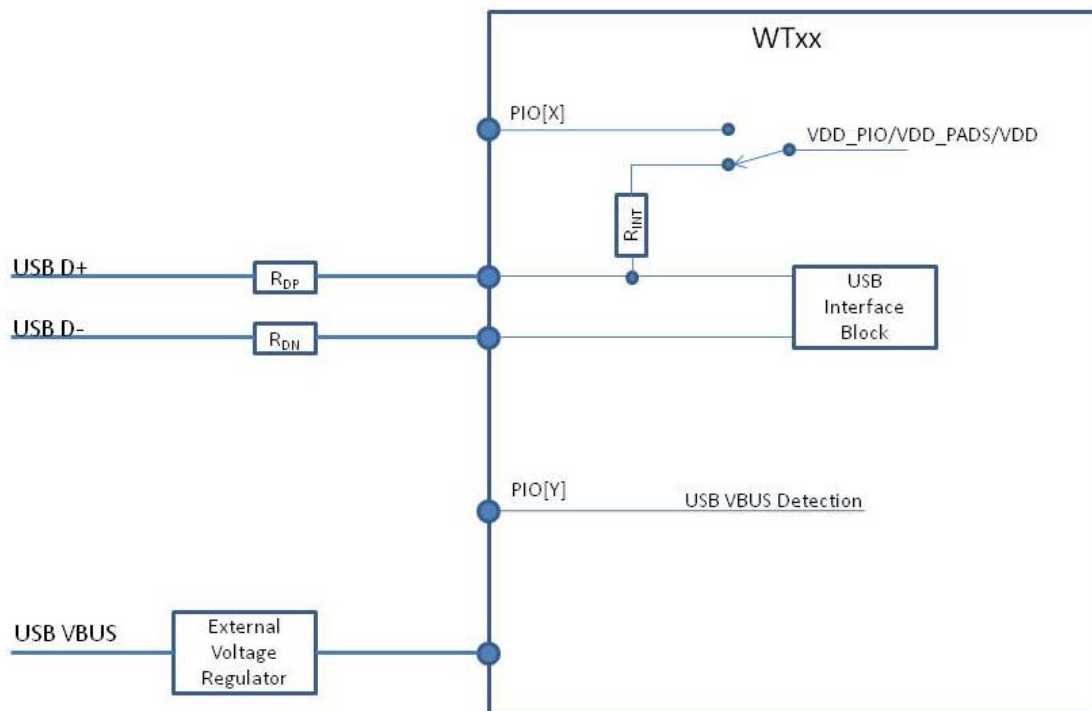 WTxx
PIO[X]
VDD_PIO/VDD_PADS/VDD
RINT
USB D+
RDP
USB
Interface
Block
USB D-
RDN
PIO[Y]
USB VBUS Detection
USB VBUS
External
Voltage
Regulator